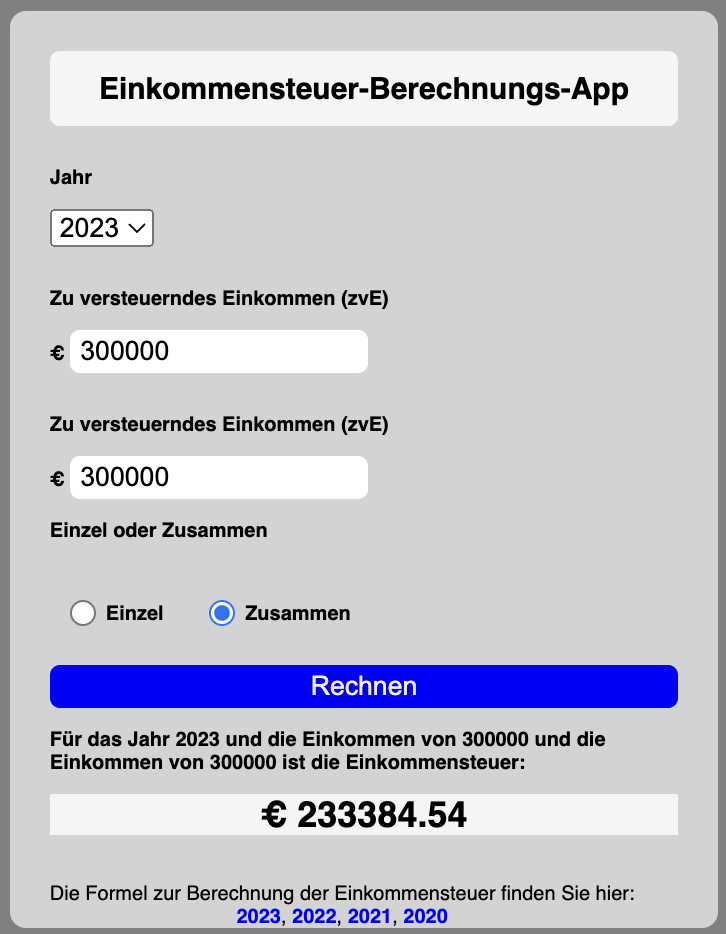 Einkommensteuer-Berechnungs-App
Jahr
2023
Zu versteuerndes Einkommen (zvE)
€ 300000
Zu versteuerndes Einkommen (zvE)
€ 300000
Einzel oder Zusammen
Einzel Zusammen
Rechnen
Für das Jahr 2023 und die Einkommen von 300000 und die
Einkommen von 300000 ist die Einkommensteuer:
€ 233384.54
Die Formel zur Berechnung der Einkommensteuer finden Sie hier:
2023, 2022, 2021, 2020